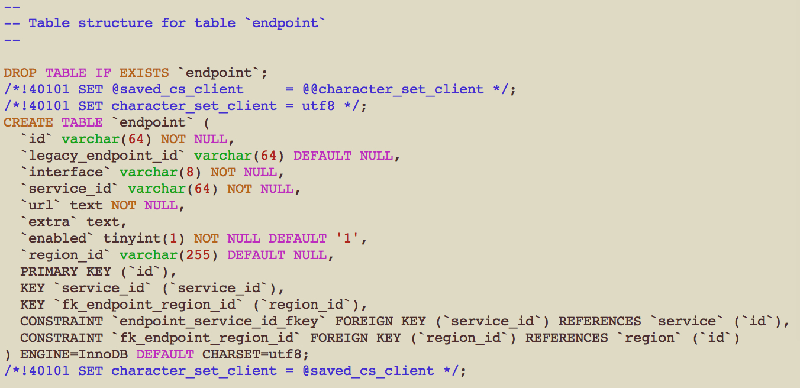 --
-- Table structure for table `endpoint`
--

DROP TABLE IF EXISTS `endpoint`;
/*!40101 SET @saved_cs_client     = @@character_set_client */;
/*!40101 SET character_set_client = utf8 */;
CREATE TABLE `endpoint` (
  `id` varchar(64) NOT NULL,
  `legacy_endpoint_id` varchar(64) DEFAULT NULL,
  `interface` varchar(8) NOT NULL,
  `service_id` varchar(64) NOT NULL,
  `url` text NOT NULL,
  `extra` text,
  `enabled` tinyint(1) NOT NULL DEFAULT '1',
  `region_id` varchar(255) DEFAULT NULL,
  PRIMARY KEY (`id`),
  KEY `service_id` (`service_id`),
  KEY `fk_endpoint_region_id` (`region_id`),
  CONSTRAINT `endpoint_service_id_fkey` FOREIGN KEY (`service_id`) REFERENCES `service` (`id`),
  CONSTRAINT `fk_endpoint_region_id` FOREIGN KEY (`region_id`) REFERENCES `region` (`id`)
) ENGINE=InnoDB DEFAULT CHARSET=utf8;
/*!40101 SET character_set_client = @saved_cs_client */;